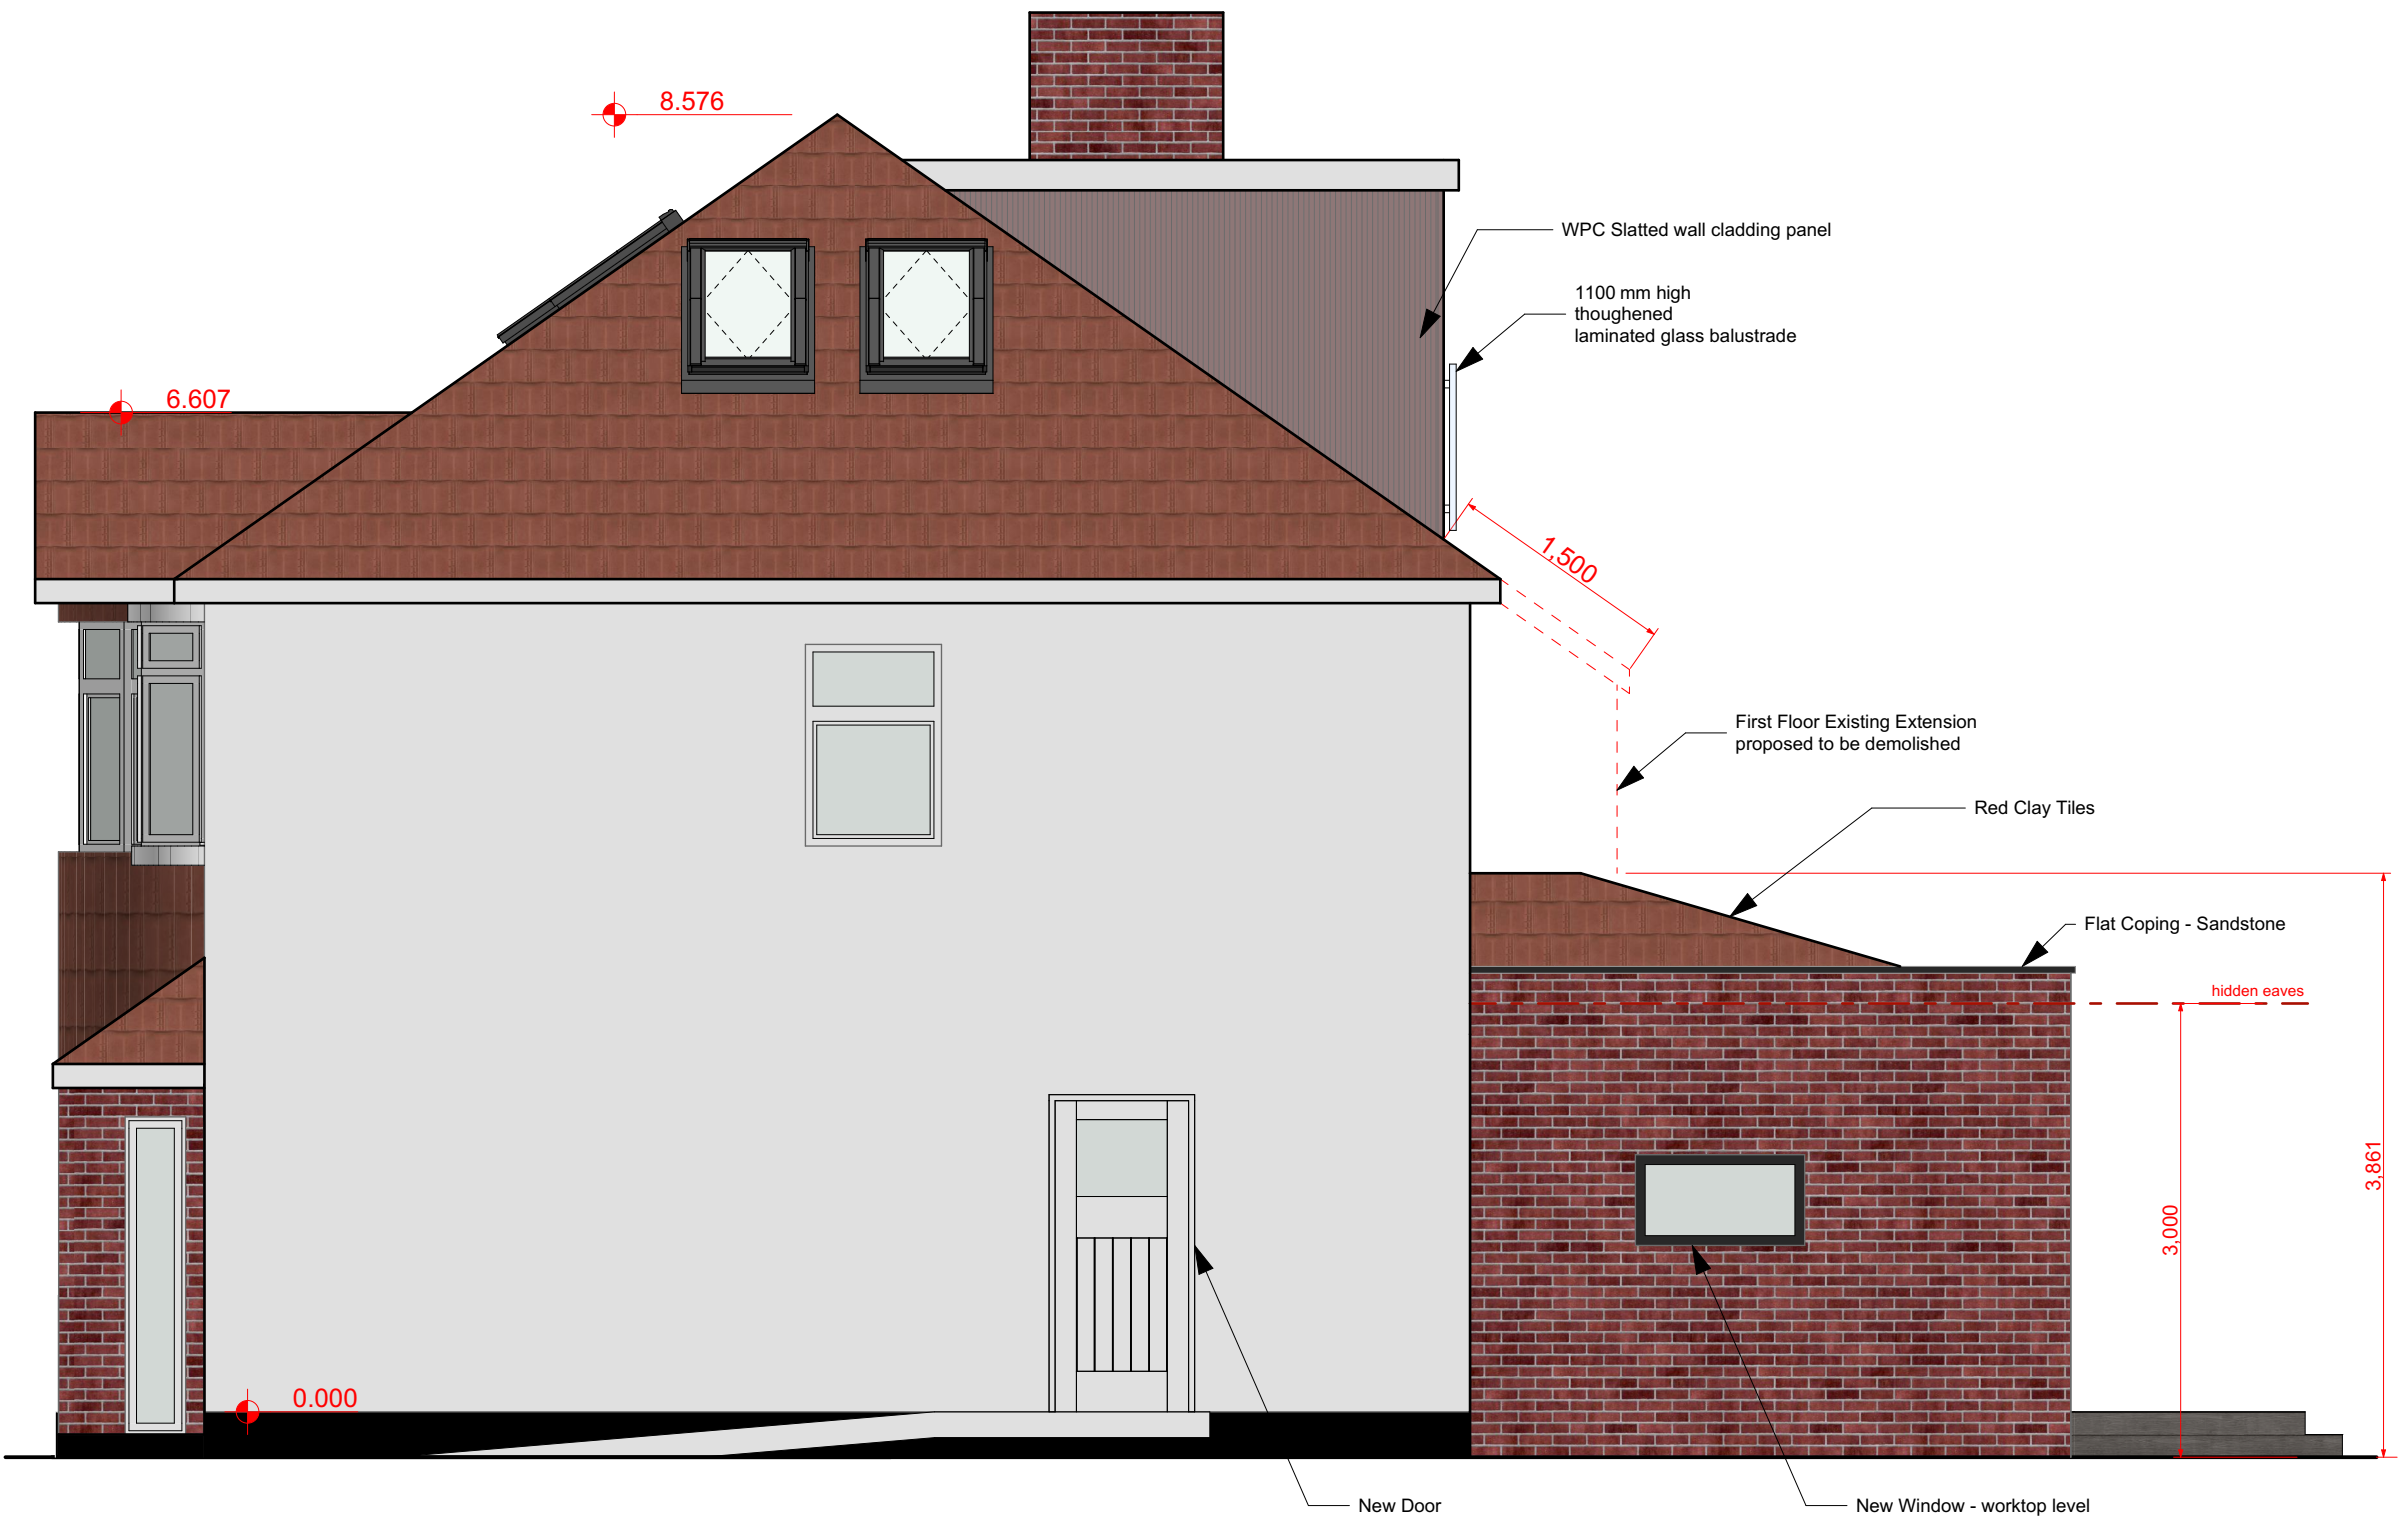 8.576
WPC Slatted wall cladding panel
1100 mm high
thoughened
laminated glass balustrade
6.607
1,500
First Floor Existing Extension
proposed to be demolished
Red Clay Tiles
Flat Coping - Sandstone
hidden eaves
3,861
3,000
0.000
New Door
New Window - worktop level